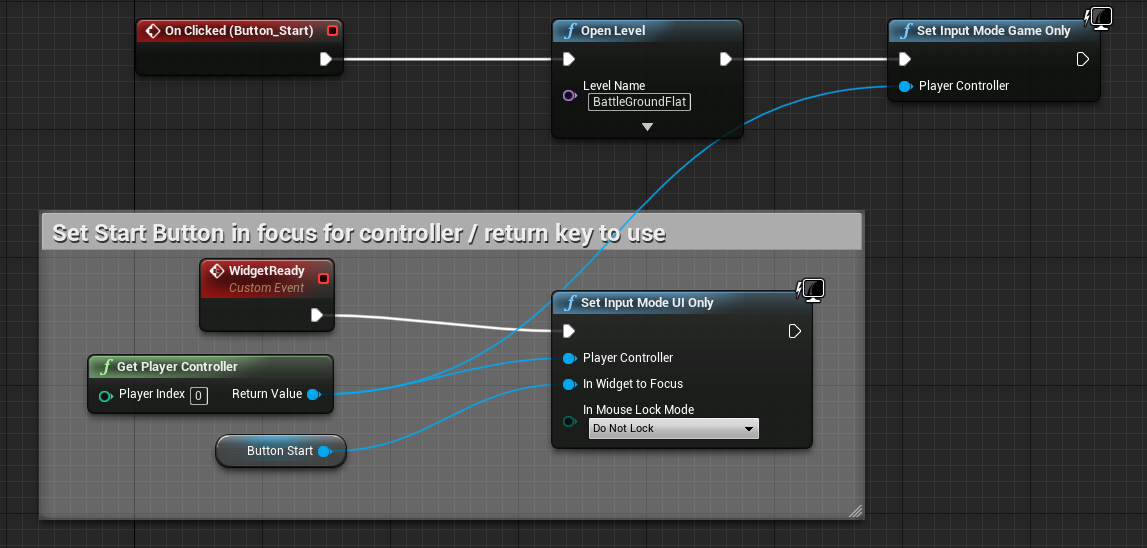 On Clicked (Button_Start)
f Open Level
Level Name
BattleGroundFlat
f Set Input Mode Game Only
Player Controller
Set Start Button in focus for controller / return key to use
WidgetReady
Custom Event
f Get Player Controller
Player Index 0 Return Value
Button Start
f Set Input Mode UI Only
Player Controller
In Widget to Focus
In Mouse Lock Mode
Do Not Lock